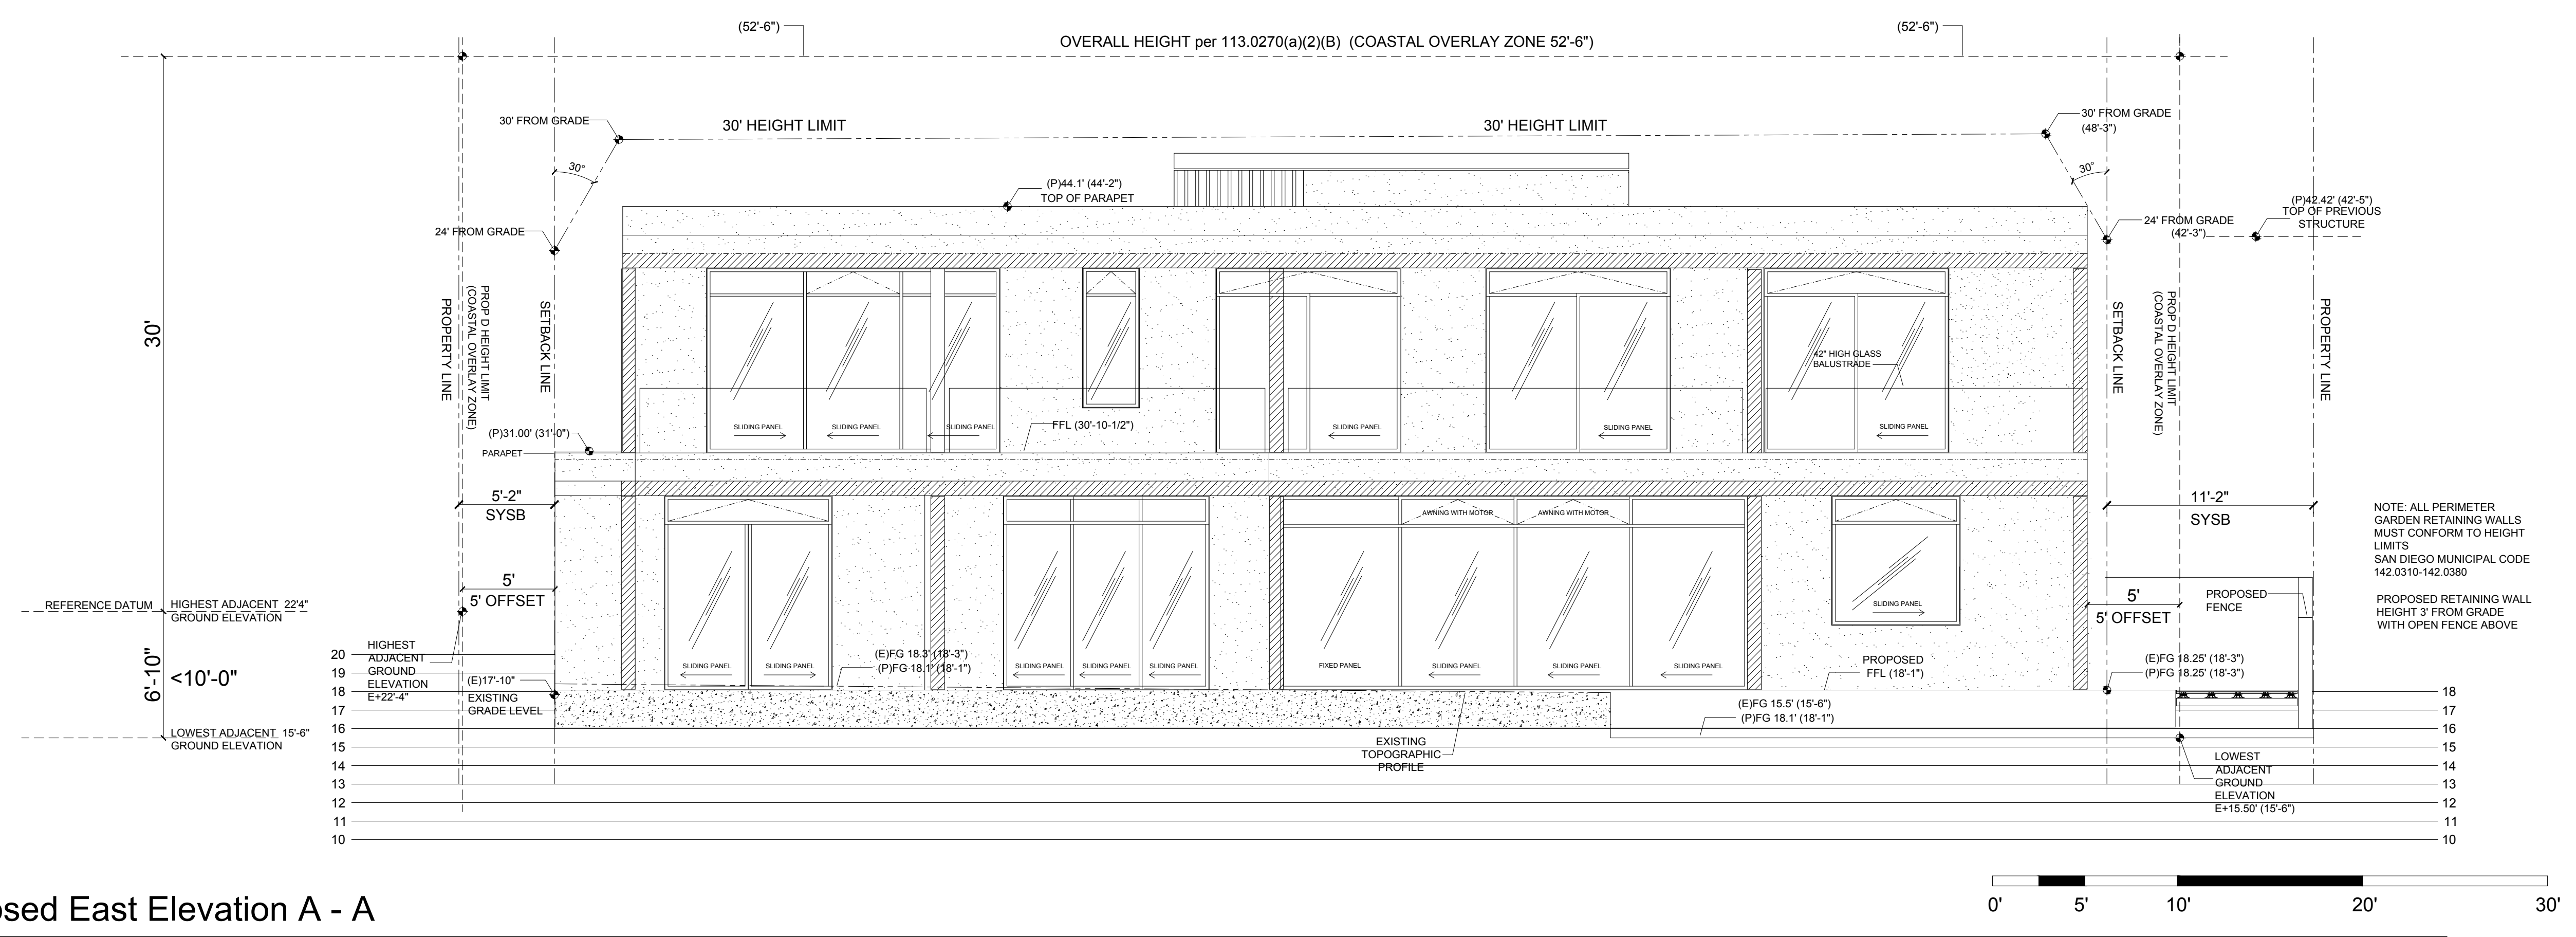 (52'-6")
(52'-6")
OVERALL HEIGHT per 113.0270(a)(2)(B) (COASTAL OVERLAY ZONE 52'-6")
30' FROM GRADE
30' HEIGHT LIMIT
30' HEIGHT LIMIT
30' FROM GRADE
(48'-3")
30°
30°
(P)44.1' (44'-2")
TOP OF PARAPET
(P)42.42' (42'-5")
TOP OF PREVIOUS
STRUCTURE
24' FROM GRADE
24' FROM GRADE
(42'-3")
30'
PROPERTY LINE
PROP D HEIGHT LIMIT
(COASTAL OVERLAY ZONE)
SETBACK LINE
SETBACK LINE
PROP D HEIGHT LIMIT
(COASTAL OVERLAY ZONE)
PROPERTY LINE
42" HIGH GLASS
BALUSTRADE
SLIDING PANEL
SLIDING PANEL
SLIDING PANEL
SLIDING PANEL
SLIDING PANEL
SLIDING PANEL
(P)31.00' (31'-0")
FFL (30'-10-1/2")
PARAPET
5'-2"
SYSB
11'-2"
SYSB
AWNING WITH MOTOR
AWNING WITH MOTOR
NOTE: ALL PERIMETER
GARDEN RETAINING WALLS
MUST CONFORM TO HEIGHT
LIMITS
SAN DIEGO MUNICIPAL CODE
142.0310-142.0380
PROPOSED RETAINING WALL
HEIGHT 3' FROM GRADE
WITH OPEN FENCE ABOVE
5'
5' OFFSET
5'
5' OFFSET
PROPOSED
FENCE
REFERENCE DATUM
HIGHEST ADJACENT 22'4"
GROUND ELEVATION
SLIDING PANEL
HIGHEST
ADJACENT
GROUND
ELEVATION
E+22'-4"
6'-10"
<10'-0"
(E)FG 18.3' (18'-3")
(P)FG 18.1' (18'-1")
SLIDING PANEL
SLIDING PANEL
SLIDING PANEL
SLIDING PANEL
SLIDING PANEL
FIXED PANEL
SLIDING PANEL
SLIDING PANEL
SLIDING PANEL
PROPOSED
FFL (18'-1")
(E)FG 18.25' (18'-3")
(P)FG 18.25' (18'-3")
(E)17'-10"
EXISTING
GRADE LEVEL
(E)FG 15.5' (15'-6")
(P)FG 18.1' (18'-1")
LOWEST ADJACENT 15'-6"
GROUND ELEVATION
EXISTING
TOPOGRAPHIC
PROFILE
LOWEST
ADJACENT
GROUND
ELEVATION
E+15.50' (15'-6")
20
19
18
17
16
15
14
13
12
11
10
18
17
16
15
14
13
12
11
10
osed East Elevation A - A
0' 5' 10' 20' 30'